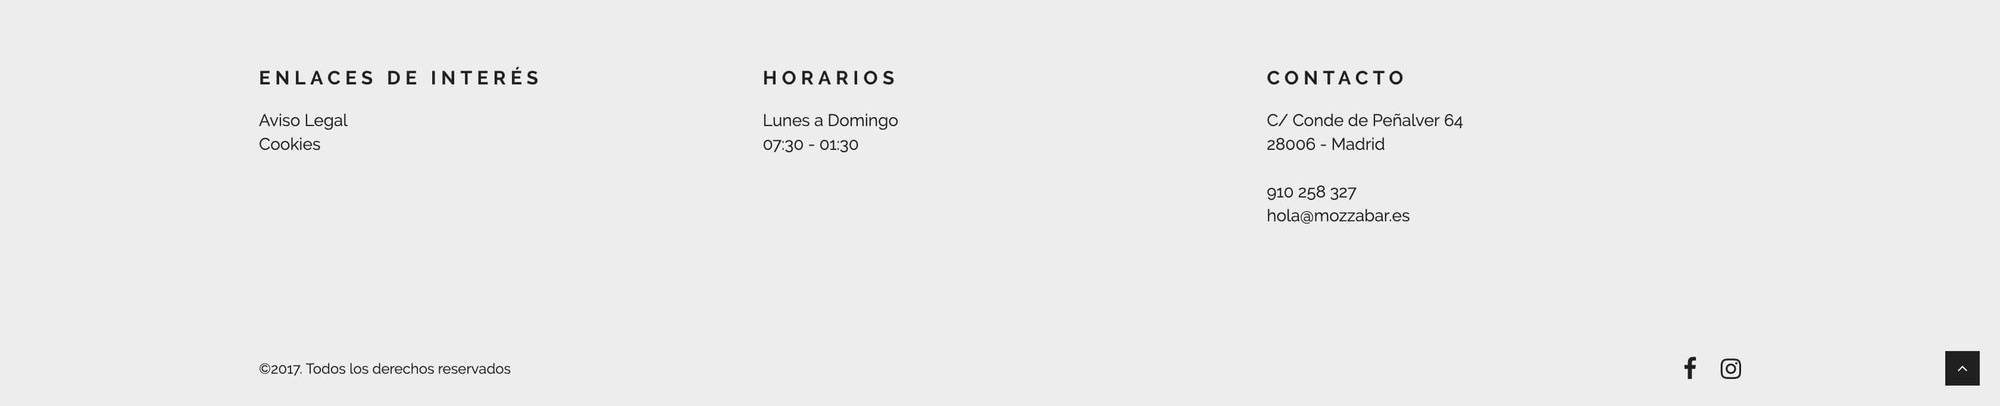 ENLACES DE INTERÉS
Aviso Legal
Cookies
HORARIOS
Lunes a Domingo
07:30 - 01:30
CONTACTO
C/ Conde de Peñalver 64
28006 - Madrid
910 258 327
hola@mozzabar.es
©2017. Todos los derechos reservados